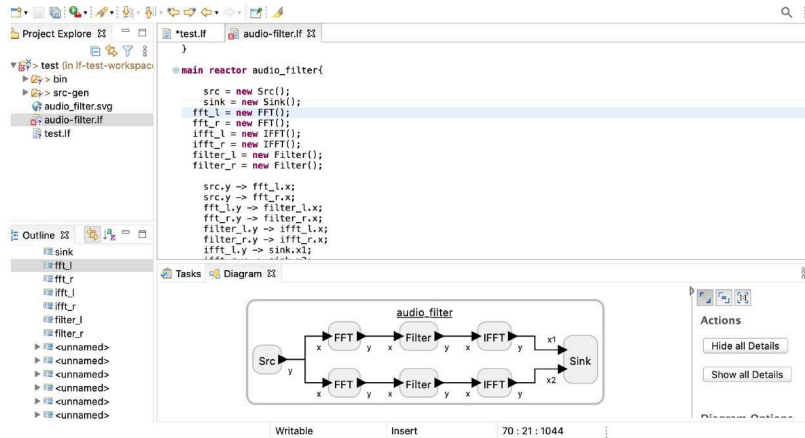 Project Explore
> test (in lf-test-workspac
> bin
> src-gen
audio_filter.svg
audio-filter.lf
test.lf
*test.lf
audio-filter.lf
}
main reactor audio_filter{
src = new Src();
sink = new Sink();
fft_l = new FFT();
fft_r = new FFT();
ifft_l = new IFFT();
ifft_r = new IFFT();
filter_l = new Filter();
filter_r = new Filter();
src.y -> fft_l.x;
src.y -> fft_r.x;
fft_l.y -> filter_l.x;
fft_r.y -> filter_r.x;
filter_l.y -> ifft_l.x;
filter_r.y -> ifft_r.x;
ifft_l.y -> sink.x1;
Outline
sink
fft_l
fft_r
ifft_l
ifft_r
filter_l
filter_r
<unnamed>
<unnamed>
<unnamed>
<unnamed>
<unnamed>
<unnamed>
Tasks
Diagram
audio_filter
Src
y
x FFT y
x Filter y
x IFFT y
x1
Sink
x2
x FFT y
x Filter y
x IFFT y
Actions
Hide all Details
Show all Details
Diagram Options
Writable
Insert
70 : 21 : 1044